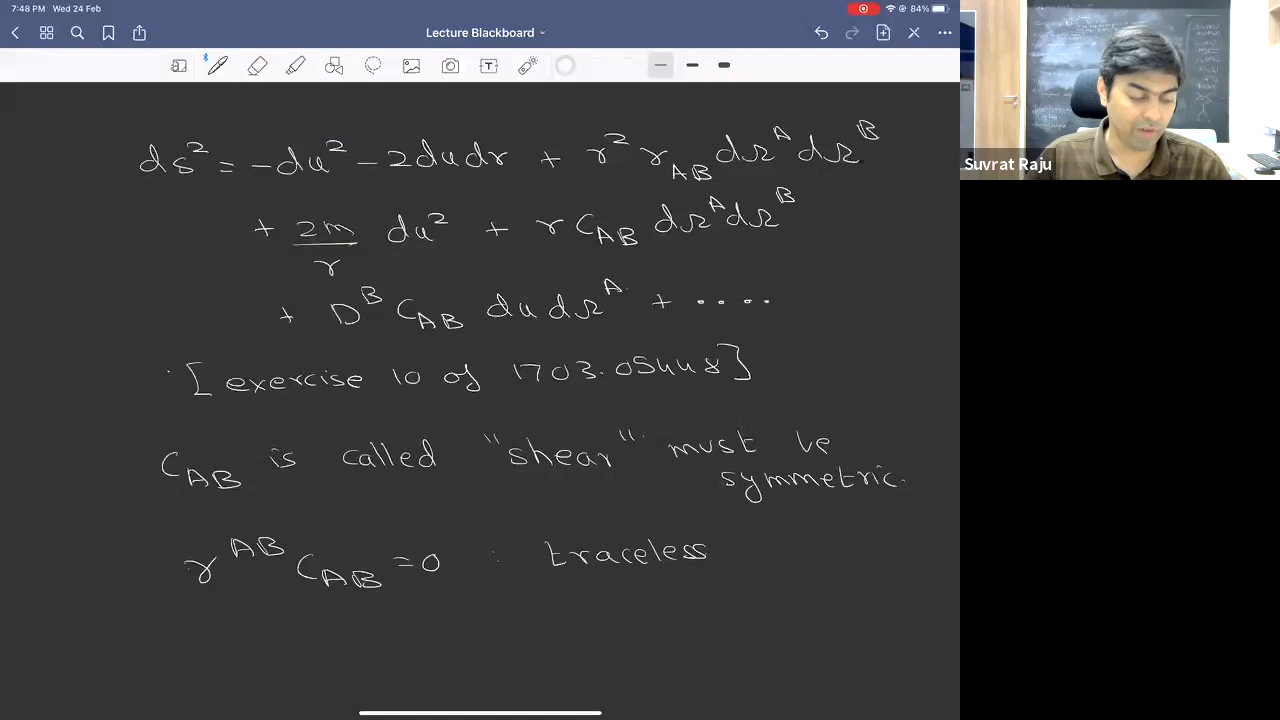 7:48 PM Wed 24 Feb
84%
Lecture Blackboard
Suvrat Raju
ds² = -du² - 2dudr + r² γ_AB dΩ^A dΩ^B
+ 2m/r du² + r C_AB dΩ^A dΩ^B
+ D^B C_AB du dΩ^A + ....
[exercise 10 of 1703.05448]
C_AB is called "shear" must be
symmetric.
γ^AB C_AB = 0 : traceless